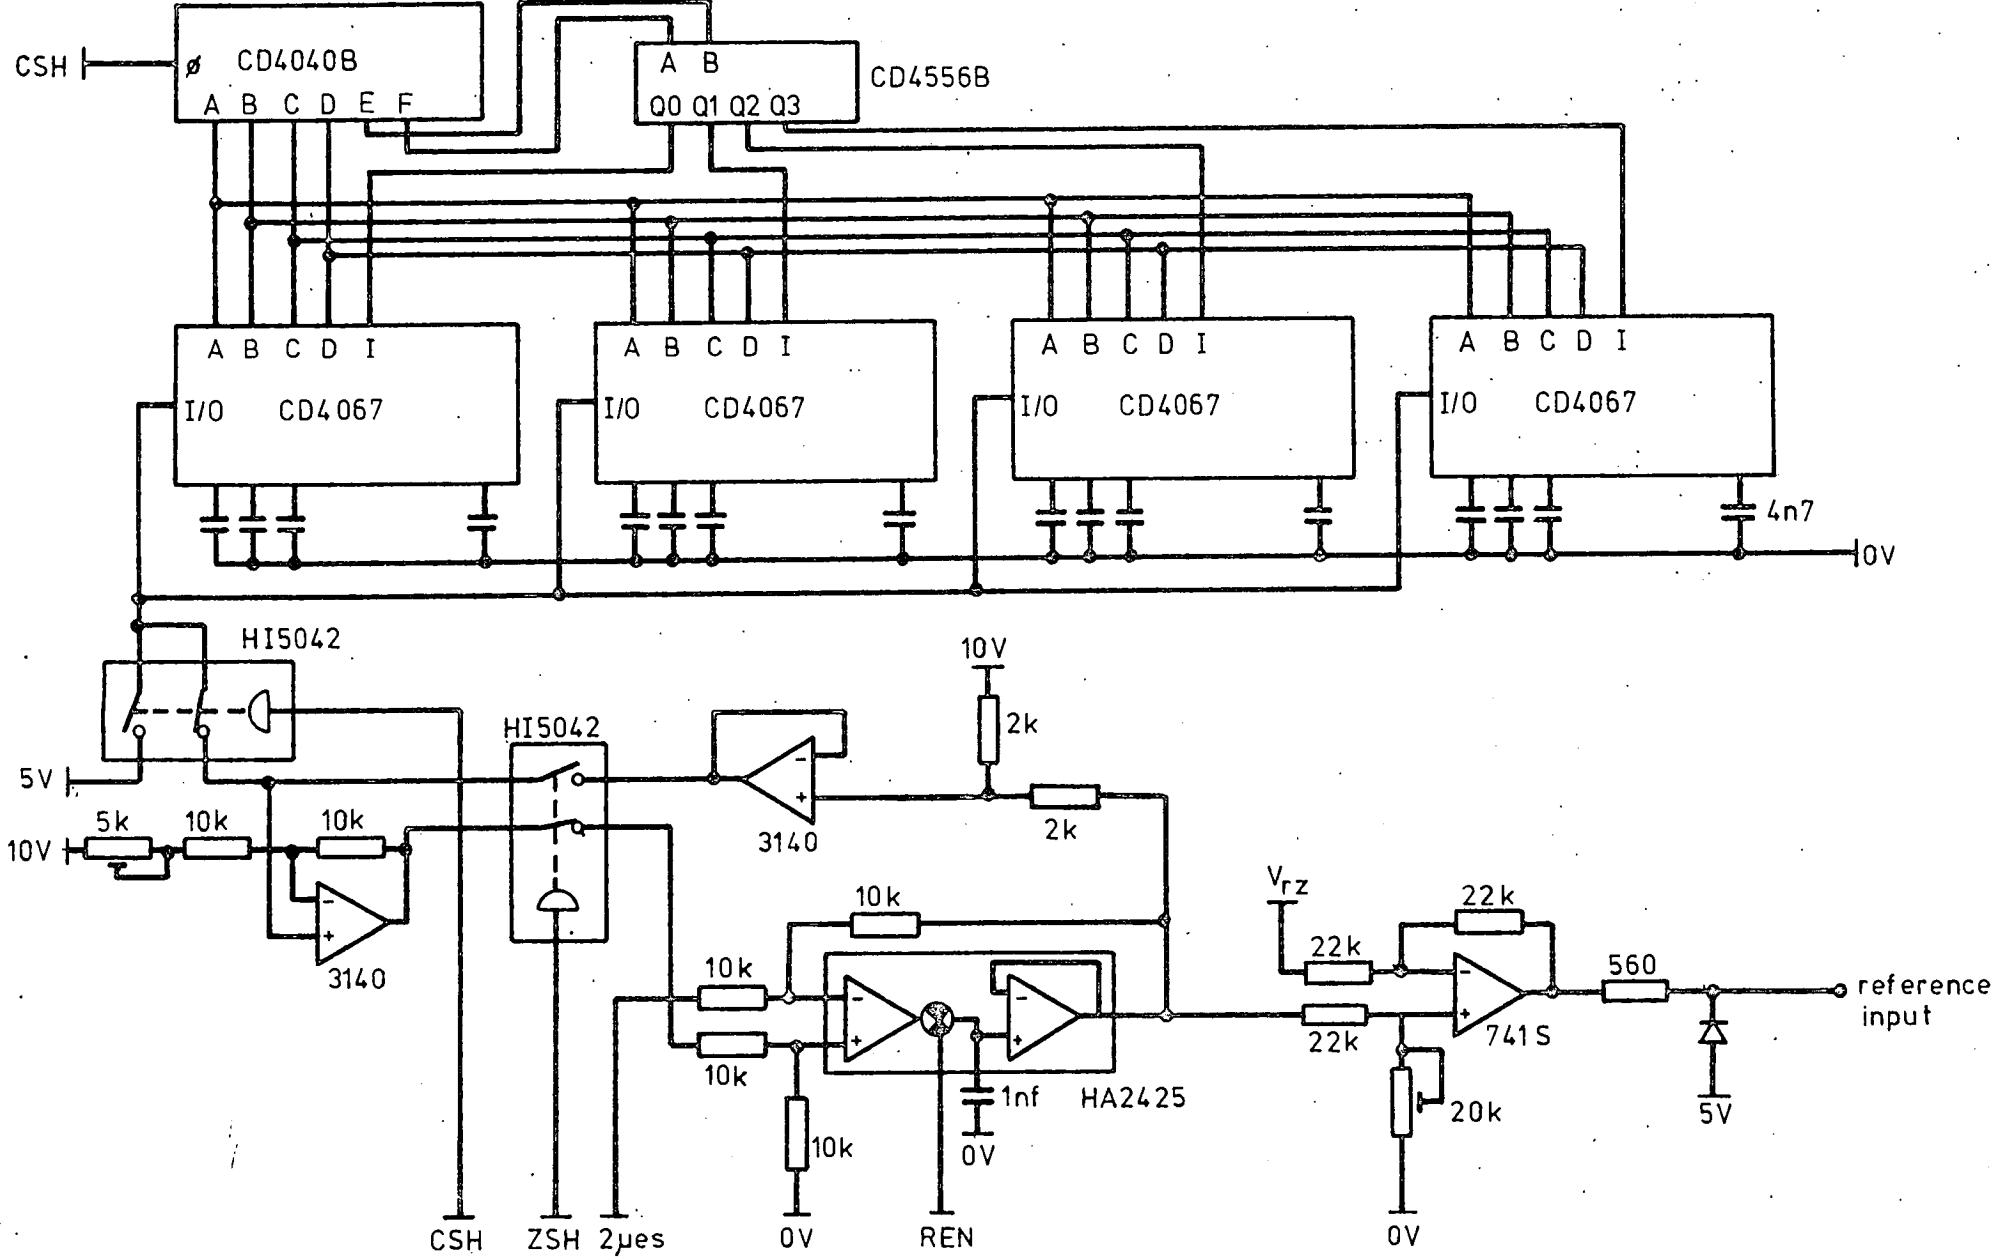 CSH
ø CD4040B
A B C D E F
A B
Q0 Q1 Q2 Q3
CD4556B
A B C D I
I/O CD4067
A B C D I
I/O CD4067
A B C D I
I/O CD4067
A B C D I
I/O CD4067
4n7
0V
HI5042
5V
10V
5k
10k
10k
-
+
3140
HI5042
-
+
3140
10V
2k
2k
10k
10k
10k
10k
-
+
-
+
1nf
0V
HA2425
Vrz
22k
22k
22k
-
+
741S
20k
560
5V
reference
input
CSH
ZSH
2µes
0V
REN
0V